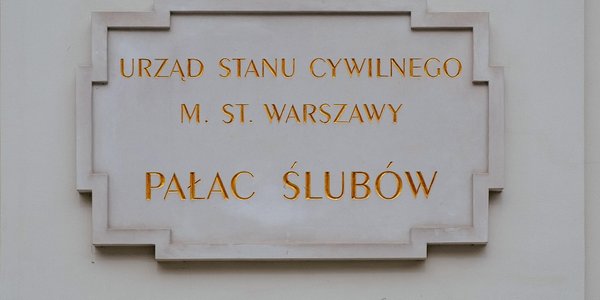 URZĄD STANU CYWILNEGO
M. ST. WARSZAWY
PAŁAC ŚLUBÓW